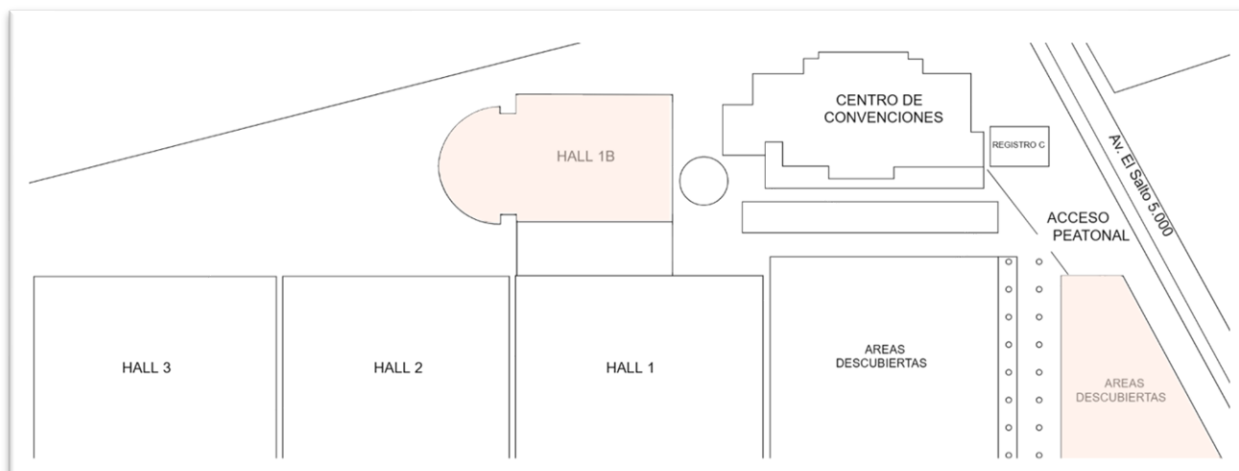 CENTRO DE
CONVENCIONES
REGISTRO C
HALL 1B
Av. El Salto 5.000
ACCESO
PEATONAL
HALL 3
HALL 2
HALL 1
AREAS
DESCUBIERTAS
AREAS
DESCUBIERTAS